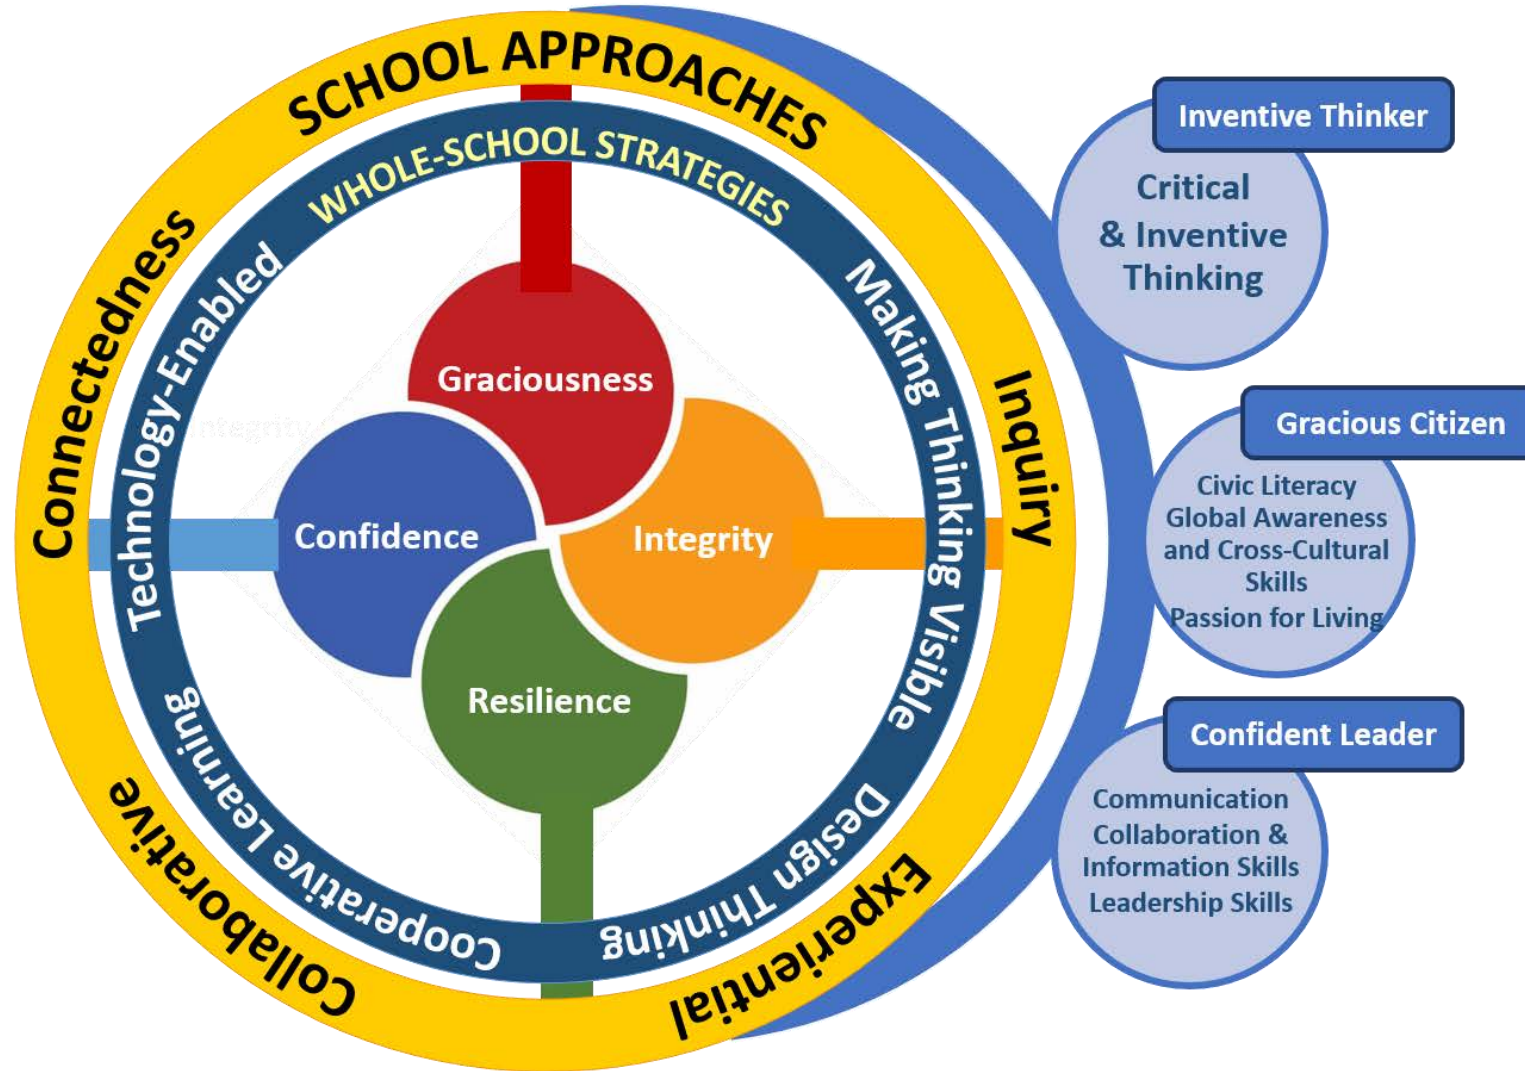 SCHOOL APPROACHES
WHOLE-SCHOOL STRATEGIES
Connectedness
Inquiry
Experiential
Collaborative
Technology-Enabled
Making Thinking Visible
Design Thinking
Cooperative Learning
Graciousness
Confidence
Integrity
Resilience
Integrity
Inventive Thinker
Critical
& Inventive
Thinking
Gracious Citizen
Civic Literacy
Global Awareness
and Cross-Cultural
Skills
Passion for Living
Confident Leader
Communication
Collaboration &
Information Skills
Leadership Skills